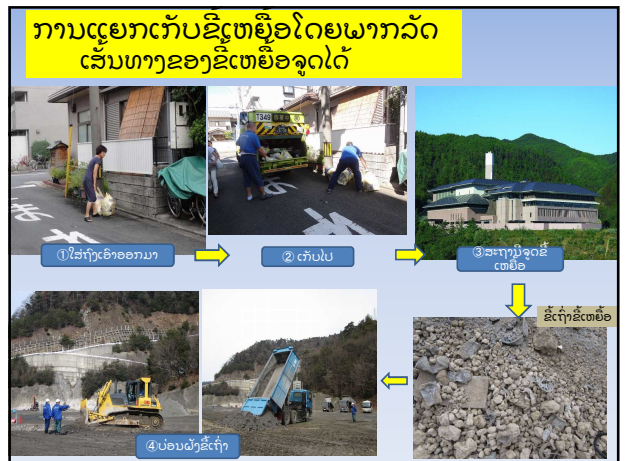 ການແຍກເກັບຂີ້ເຫຍື້ອໂດຍພາກລັດ
ເສັ້ນທາງຂອງຂີ້ເຫຍື້ອຈູດໄດ້
①ໃສ່ຖົງເອົາອອກມາ
② ເກັບໄປ
③ສະຖານີຈູດຂີ້
ເຫຍື້ອ
ຂີ້ເຖົ່າຂີ້ເຫຍື້ອ
④ບ່ອນຝັງຂີ້ເຖົ່າ